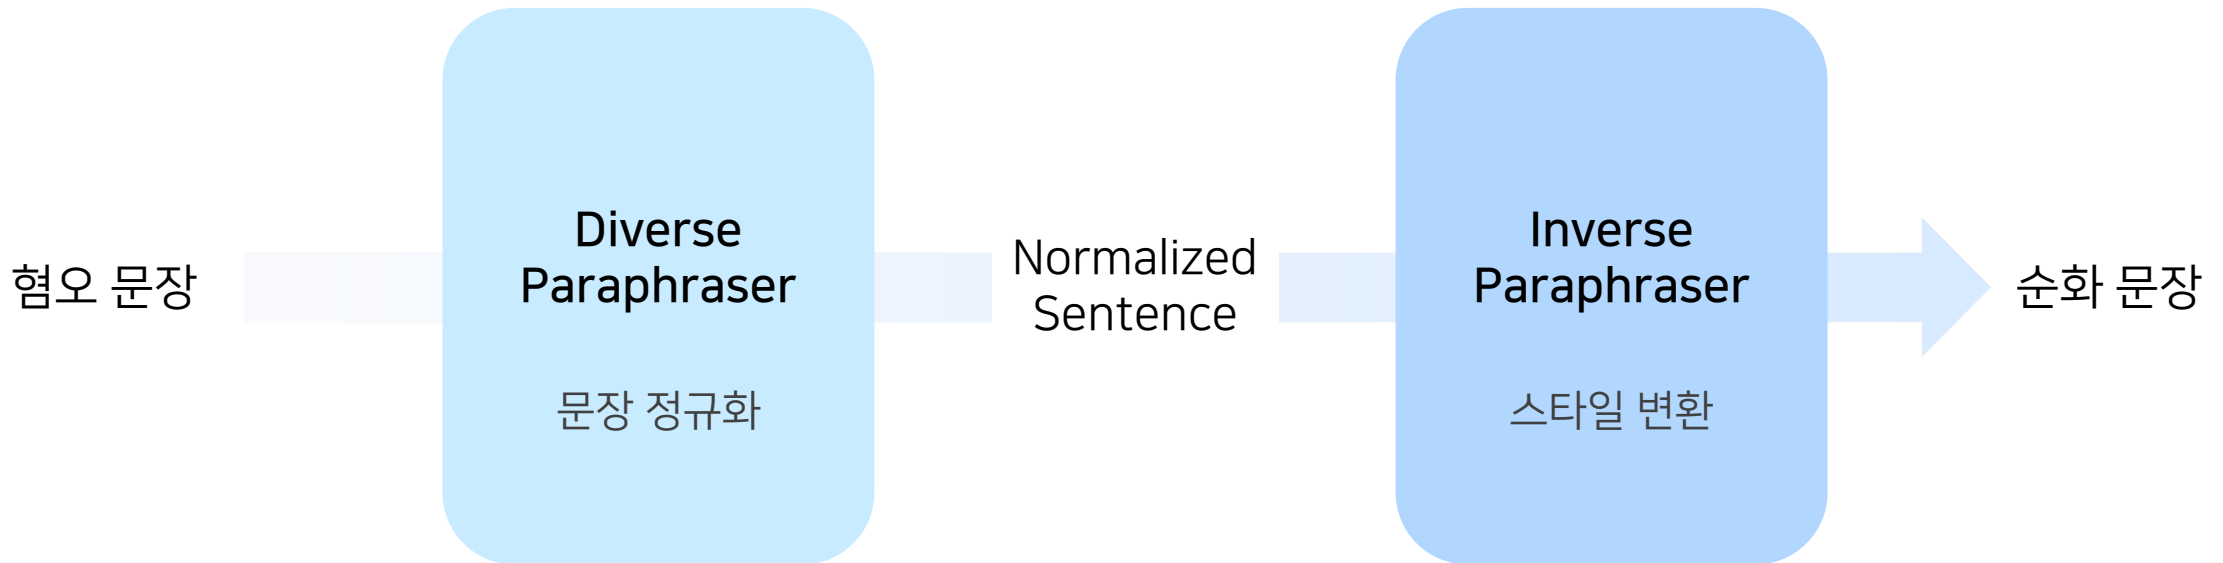 혐오 문장
Diverse
Paraphraser
문장 정규화
Normalized
Sentence
Inverse
Paraphraser
스타일 변환
순화 문장